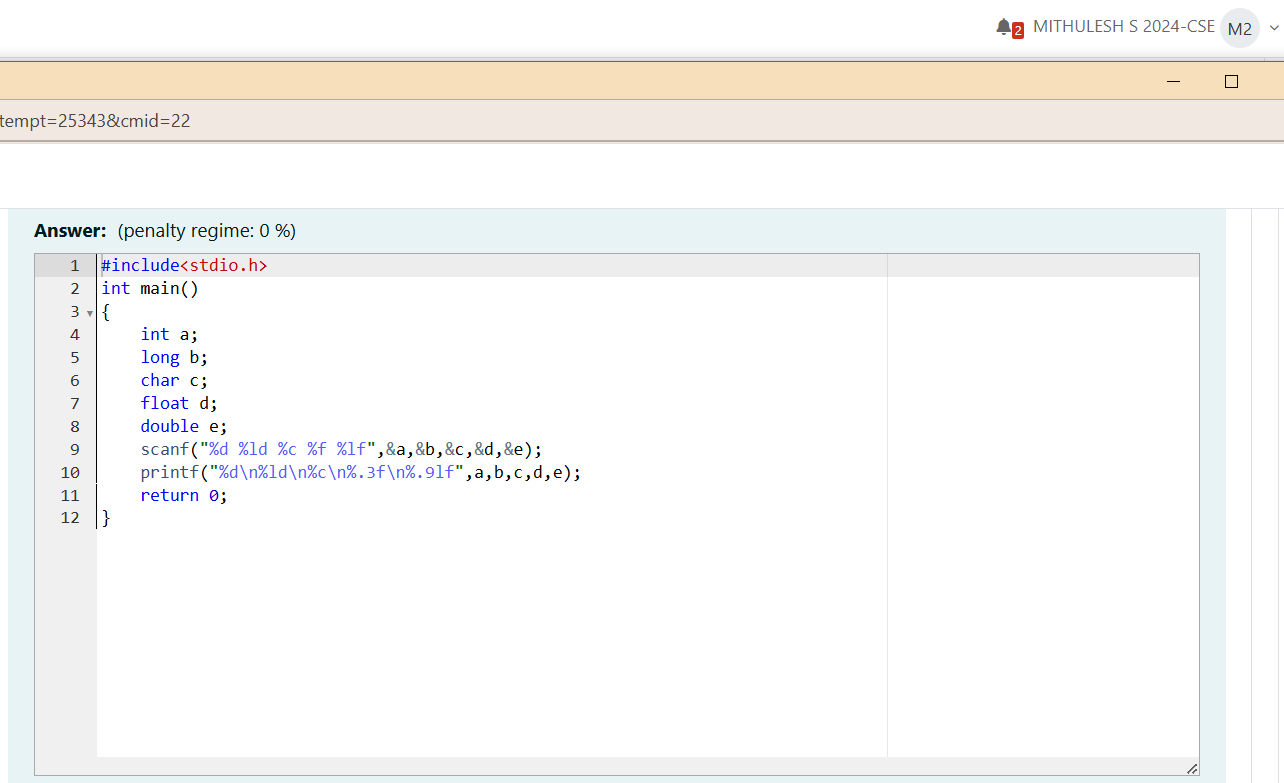 2 MITHULESH S 2024-CSE M2
tempt=25343&cmid=22
Answer: (penalty regime: 0 %)
1 #include<stdio.h>
2 int main()
3 {
4     int a;
5     long b;
6     char c;
7     float d;
8     double e;
9     scanf("%d %ld %c %f %lf",&a,&b,&c,&d,&e);
10     printf("%d\n%ld\n%c\n%.3f\n%.9lf",a,b,c,d,e);
11     return 0;
12 }